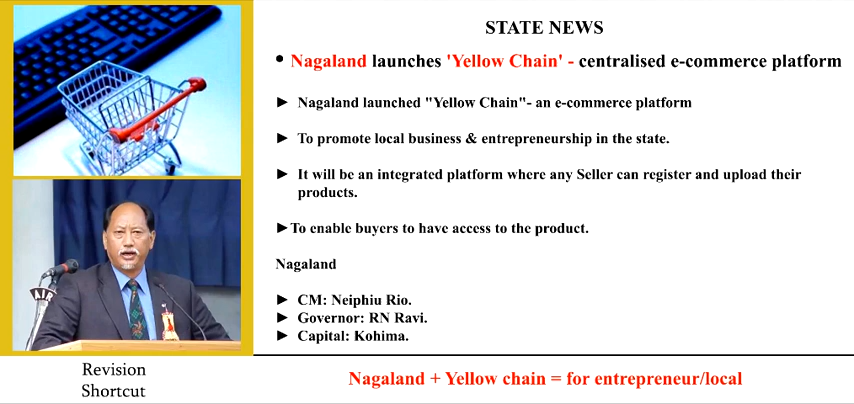 STATE NEWS
• Nagaland launches 'Yellow Chain' - centralised e-commerce platform
► Nagaland launched "Yellow Chain"- an e-commerce platform
► To promote local business & entrepreneurship in the state.
► It will be an integrated platform where any Seller can register and upload their
products.
►To enable buyers to have access to the product.
Nagaland
► CM: Neiphiu Rio.
► Governor: RN Ravi.
► Capital: Kohima.
AIR
Revision
Shortcut
Nagaland + Yellow chain = for entrepreneur/local